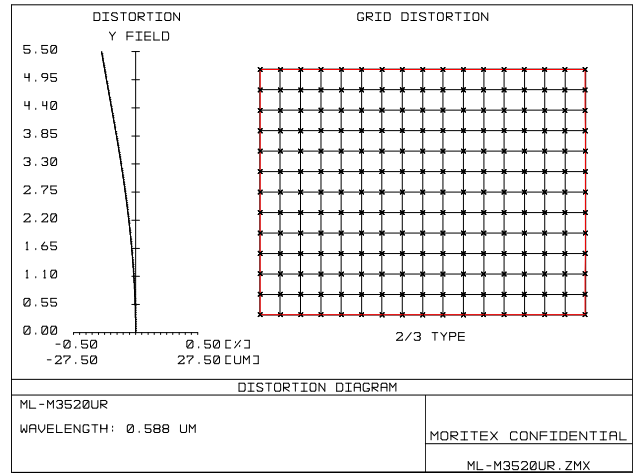 DISTORTION
Y FIELD
GRID DISTORTION
5.50
4.95
4.40
3.85
3.30
2.75
2.20
1.65
1.10
0.55
0.00
-0.50 0.50[%]
-27.50 27.50[UM]
2/3 TYPE
DISTORTION DIAGRAM
ML-M3520UR
WAVELENGTH: 0.588 UM
MORITEX CONFIDENTIAL
ML-M3520UR.ZMX